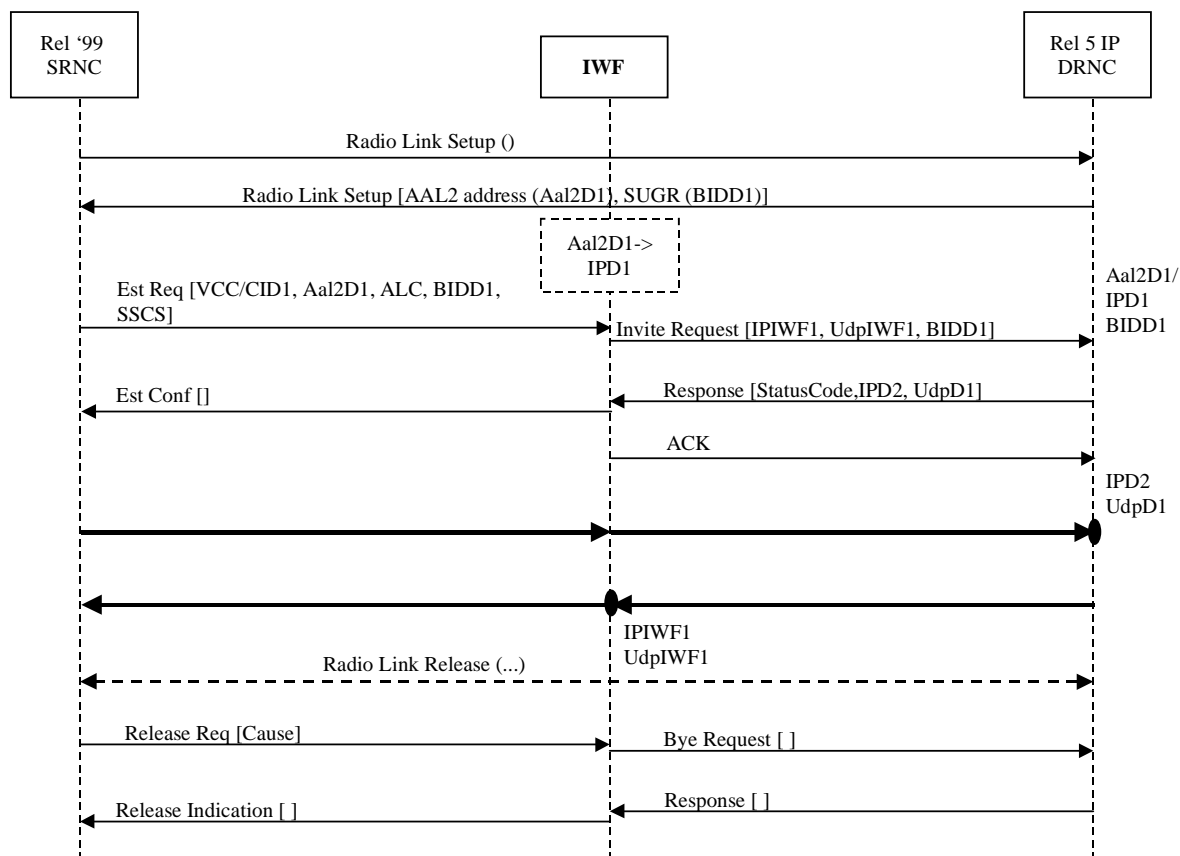 Rel ‘99
SRNC
IWF
Rel 5 IP
DRNC
Radio Link Setup ()
Radio Link Setup [AAL2 address (Aal2D1), SUGR (BIDD1)]
Aal2D1->
IPD1
Aal2D1/
IPD1
BIDD1
Est Req [VCC/CID1, Aal2D1, ALC, BIDD1,
SSCS]
Invite Request [IPIWF1, UdpIWF1, BIDD1]
Response [StatusCode,IPD2, UdpD1]
Est Conf []
ACK
IPD2
UdpD1
IPIWF1
UdpIWF1
Radio Link Release (...)
Release Req [Cause]
Bye Request [ ]
Response [ ]
Release Indication [ ]